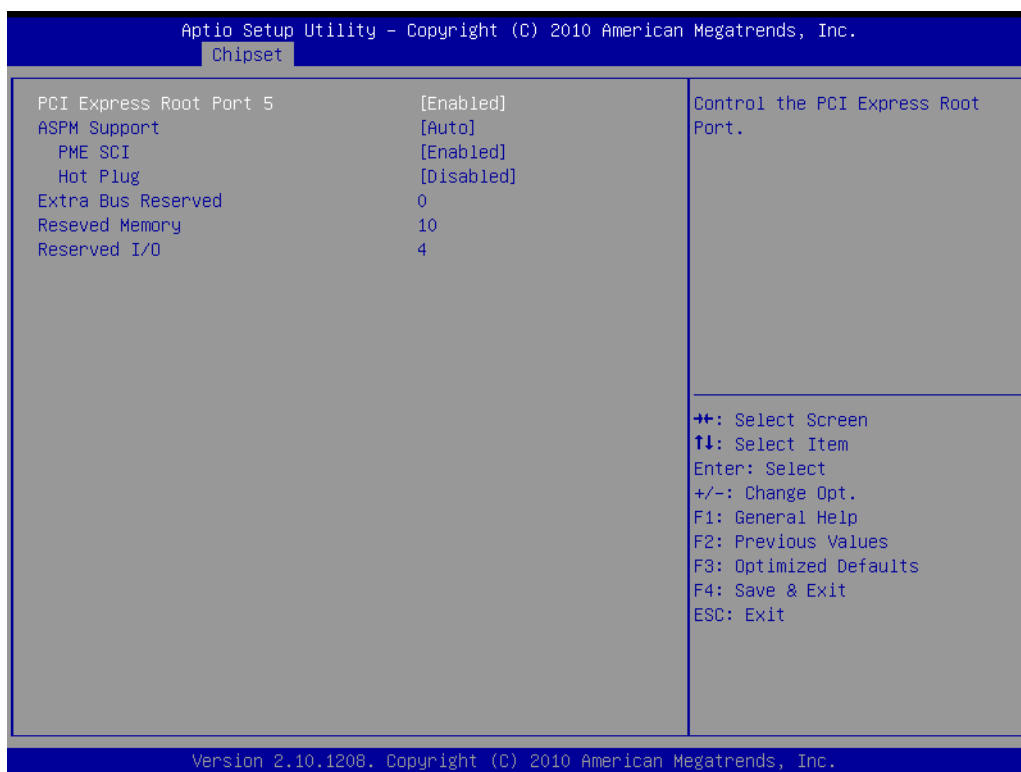 Aptio Setup Utility – Copyright (C) 2010 American Megatrends, Inc.
Chipset
PCI Express Root Port 5 [Enabled]
ASPM Support [Auto]
PME SCI [Enabled]
Hot Plug [Disabled]
Extra Bus Reserved 0
Reseved Memory 10
Reserved I/O 4
Control the PCI Express Root
Port.
→←: Select Screen
↑↓: Select Item
Enter: Select
+/-: Change Opt.
F1: General Help
F2: Previous Values
F3: Optimized Defaults
F4: Save & Exit
ESC: Exit
Version 2.10.1208. Copyright (C) 2010 American Megatrends, Inc.